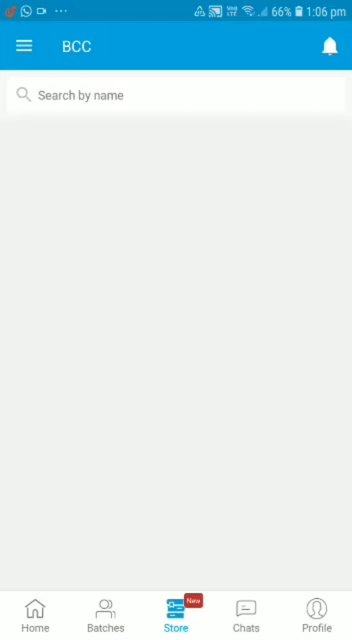 66% 1:06 pm
BCC
Search by name
New
Home
Batches
Store
Chats
Profile